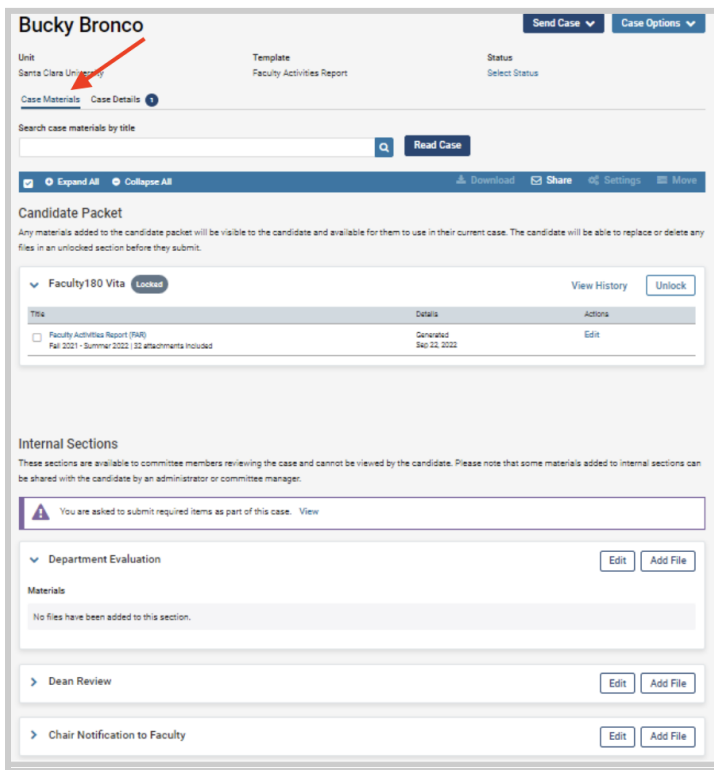 Bucky Bronco
Send Case
Case Options
Unit
Template
Status
Santa Clara University
Faculty Activities Report
Select Status
Case Materials
Case Details 1
Search case materials by title
Read Case
Expand All
Collapse All
Download
Share
Settings
Move
Candidate Packet
Any materials added to the candidate packet will be visible to the candidate and available for them to use in their current case. The candidate will be able to replace or delete any
files in an unlocked section before they submit.
Faculty180 Vita Locked
View History
Unlock
Title
Details
Actions
Faculty Activities Report (FAR)
Generated
Edit
Fall 2021 - Summer 2022 | 32 attachments included
Sep 22, 2022
Internal Sections
These sections are available to committee members reviewing the case and cannot be viewed by the candidate. Please note that some materials added to internal sections can
be shared with the candidate by an administrator or committee manager.
You are asked to submit required items as part of this case. View
Department Evaluation
Edit
Add File
Materials
No files have been added to this section.
Dean Review
Edit
Add File
Chair Notification to Faculty
Edit
Add File